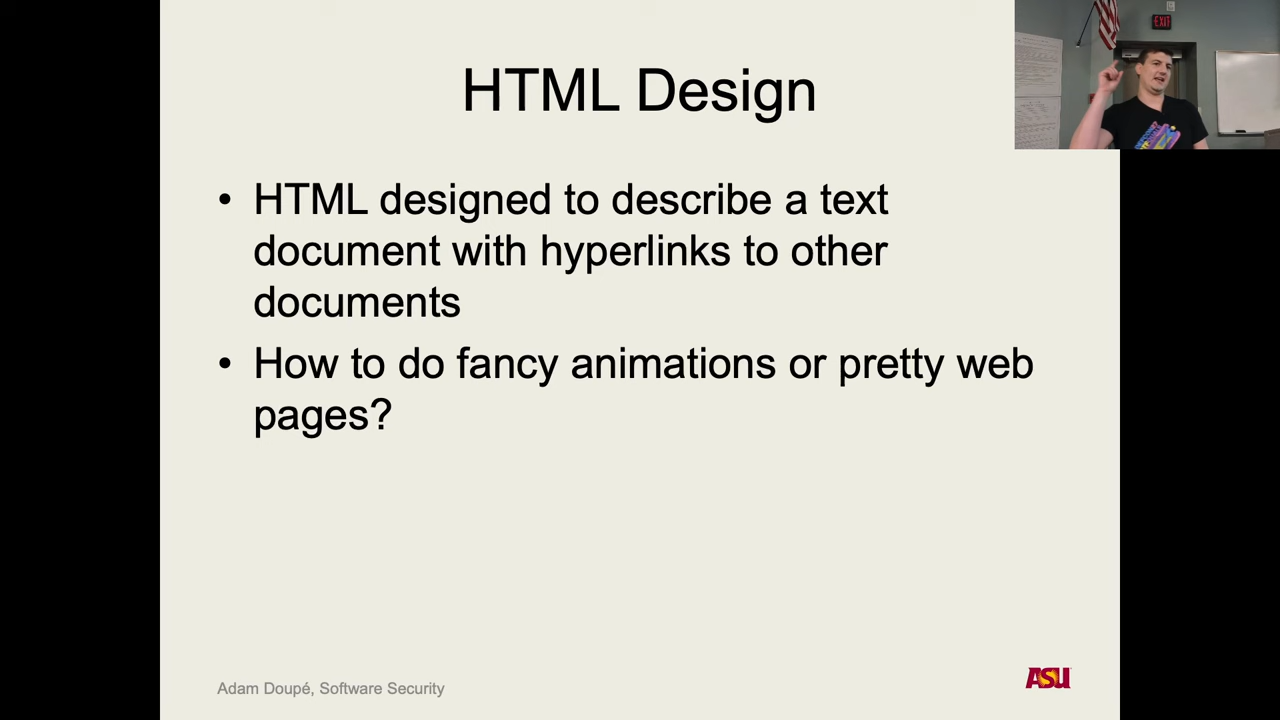 HTML Design
EXIT
• HTML designed to describe a text
document with hyperlinks to other
documents
• How to do fancy animations or pretty web
pages?
Adam Doupé, Software Security
ASU